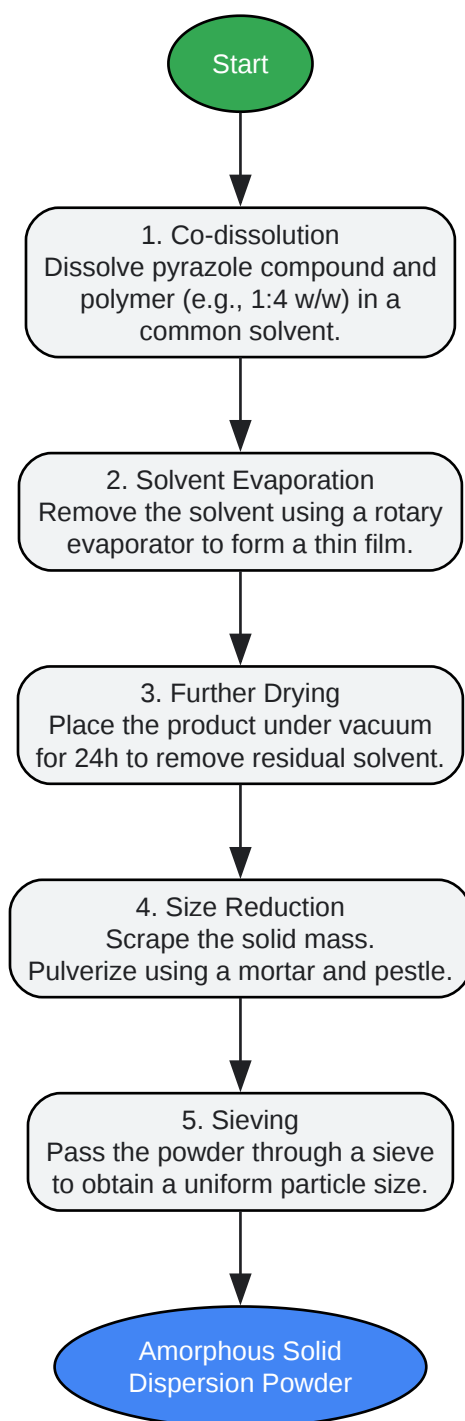 Start
1. Co-dissolution
Dissolve pyrazole compound and
polymer (e.g., 1:4 w/w) in a
common solvent.
2. Solvent Evaporation
Remove the solvent using a rotary
evaporator to form a thin film.
3. Further Drying
Place the product under vacuum
for 24h to remove residual solvent.
4. Size Reduction
Scrape the solid mass.
Pulverize using a mortar and pestle.
5. Sieving
Pass the powder through a sieve
to obtain a uniform particle size.
Amorphous Solid
Dispersion Powder